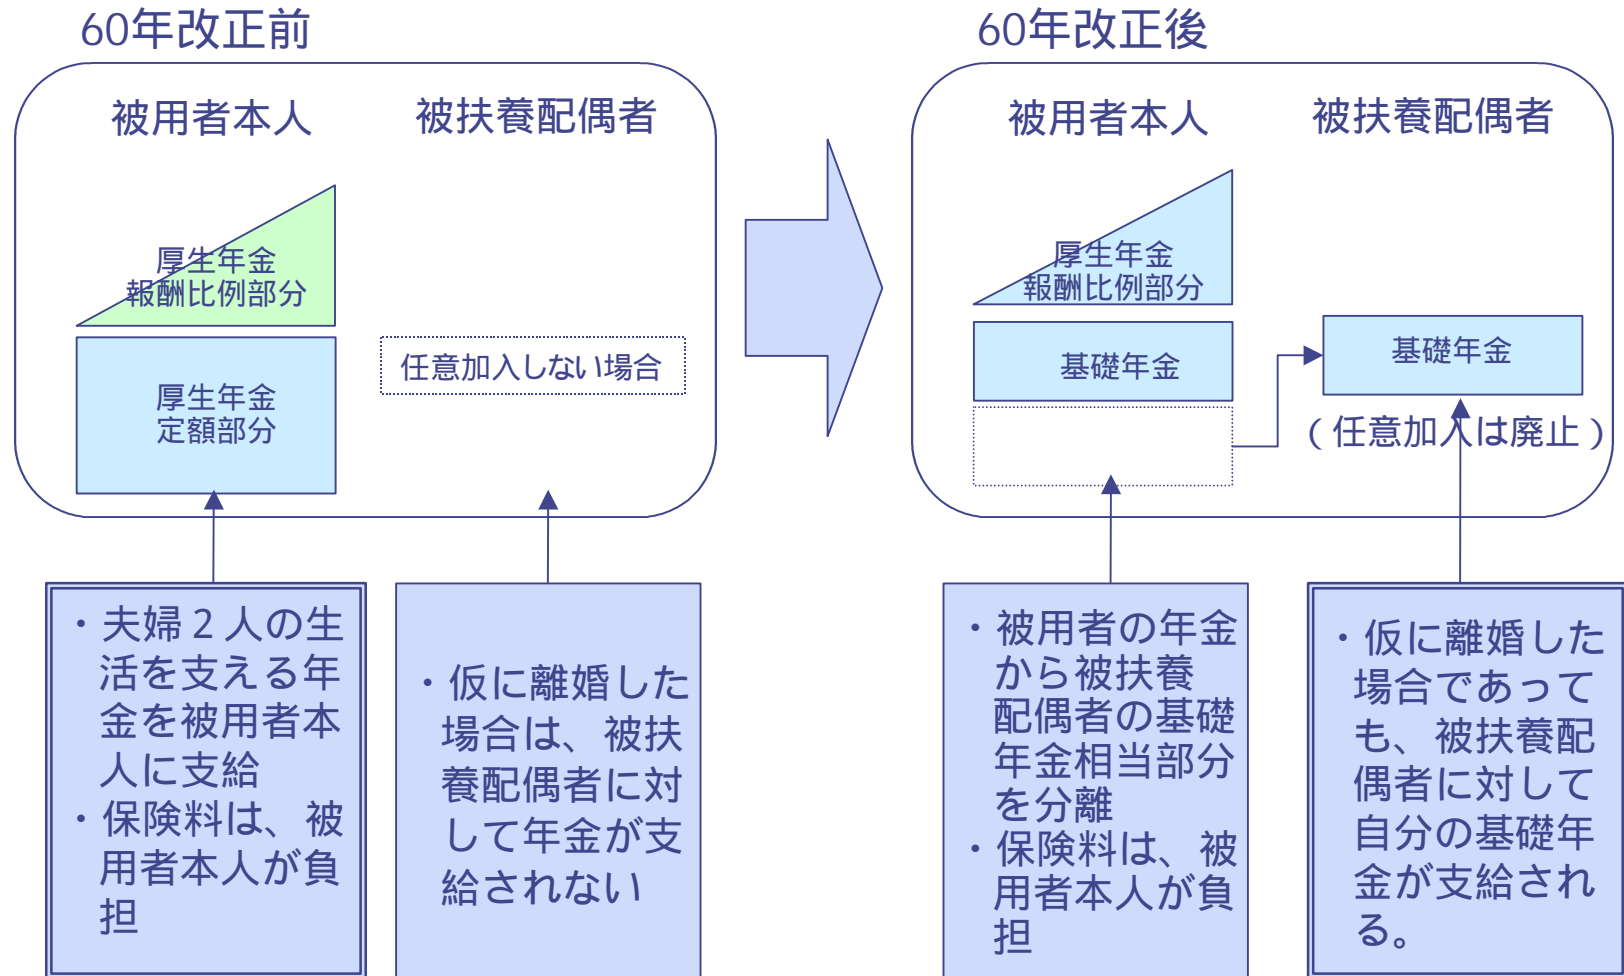 60年改正前
被用者本人
被扶養配偶者
厚生年金
報酬比例部分
任意加入しない場合
厚生年金
定額部分
・夫婦２人の生
活を支える年
金を被用者本
人に支給
・保険料は、被
用者本人が負
担
・仮に離婚した
場合は、被扶
養配偶者に対
して年金が支
給されない
60年改正後
被用者本人
被扶養配偶者
厚生年金
報酬比例部分
基礎年金
基礎年金
（任意加入は廃止）
・被用者の年金
から被扶養
配偶者の基礎
年金相当部分
を分離
・保険料は、被
用者本人が負
担
・仮に離婚した
場合であって
も、被扶養配
偶者に対して
自分の基礎年
金が支給され
る。